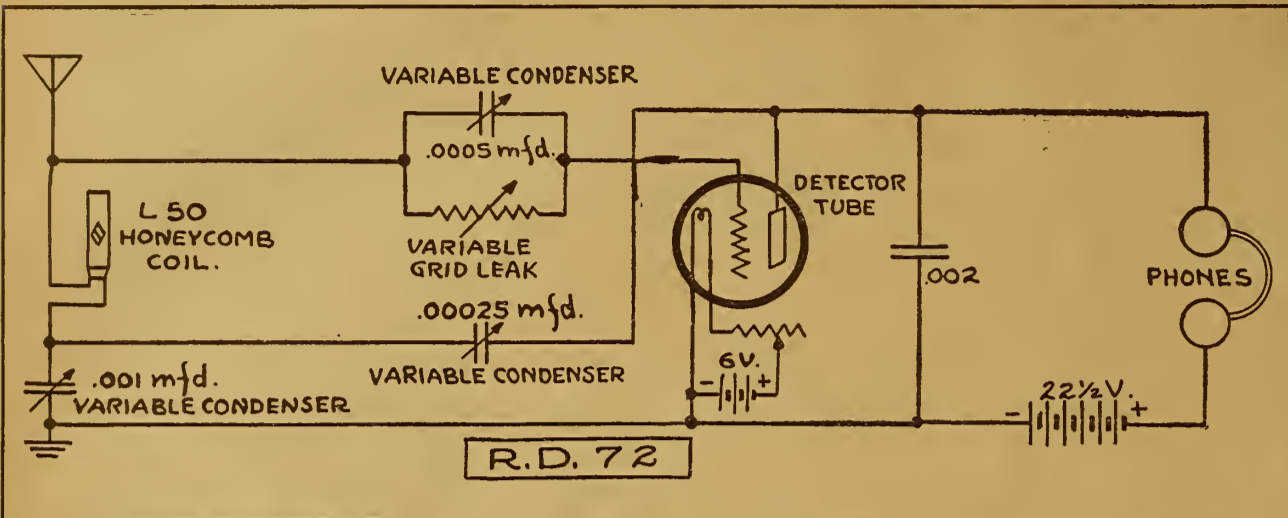 VARIABLE CONDENSER
.0005 mfd.
L 50
HONEYCOMB
COIL.
VARIABLE
GRID LEAK
DETECTOR
TUBE
.002
PHONES
.00025 mfd.
VARIABLE CONDENSER
.001 mfd.
VARIABLE CONDENSER
6V.
- +
22½V.
- +
R.D. 72